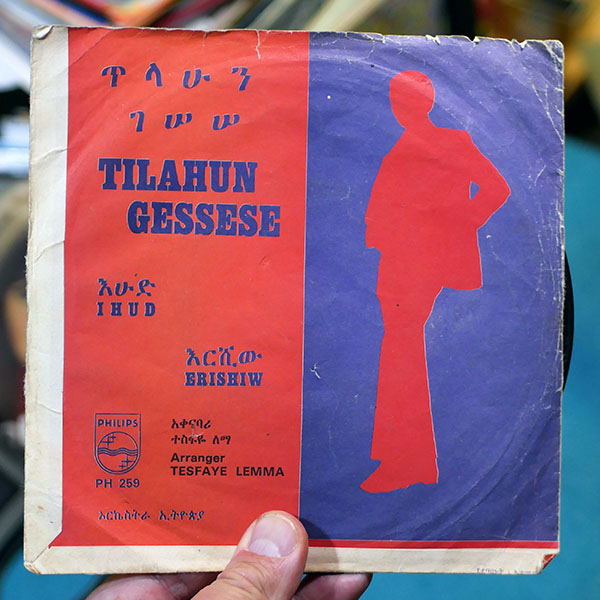 ጥላሁን
ገሠሠ
TILAHUN
GESSESE
እሁድ
IHUD
እርሺው
ERISHIW
PHILIPS
PH 259
አቀናባሪ
ተስፋዬ ለማ
Arranger
TESFAYE LEMMA
ኦርኬስትራ ኢትዮጵያ